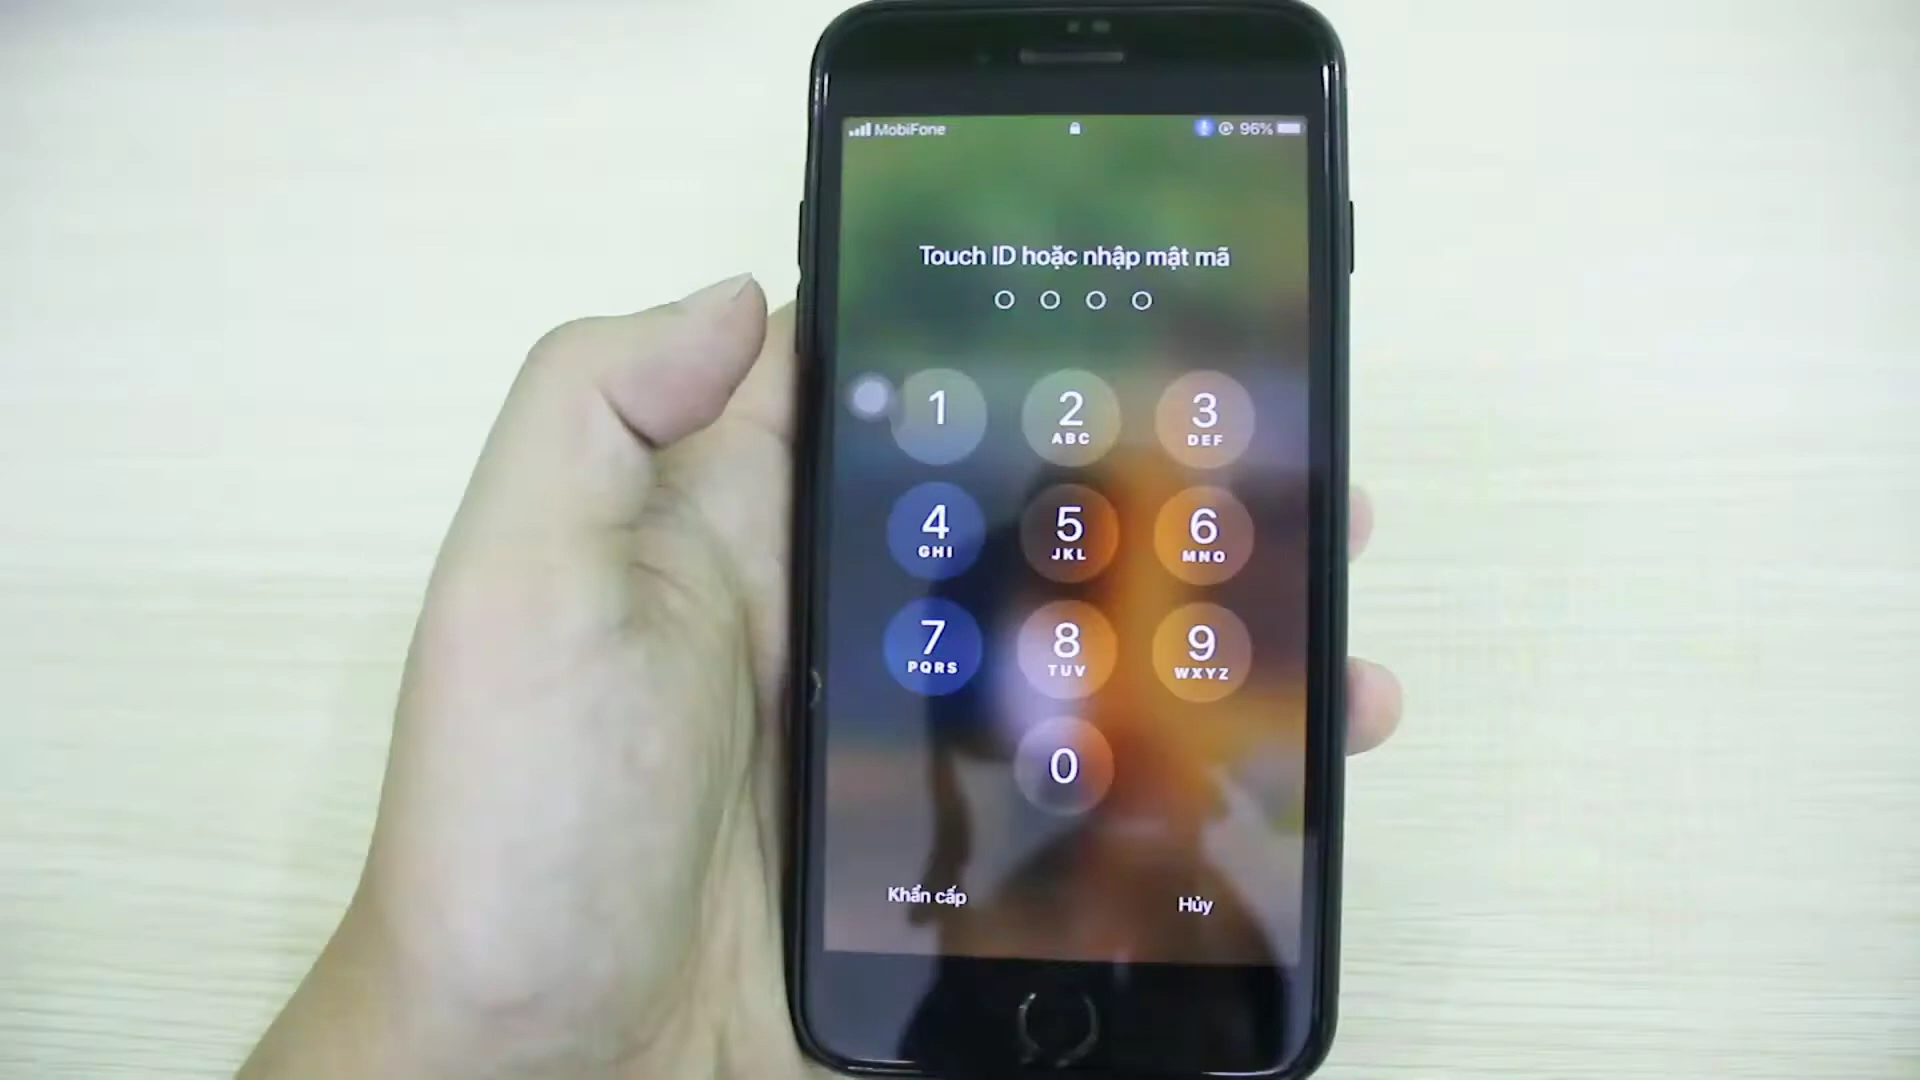 MobiFone 96%
Touch ID hoặc nhập mật mã
1 2 3
ABC DEF
4 5 6
GHI JKL MNO
7 8 9
PQRS TUV WXYZ
0
Khẩn cấp Hủy